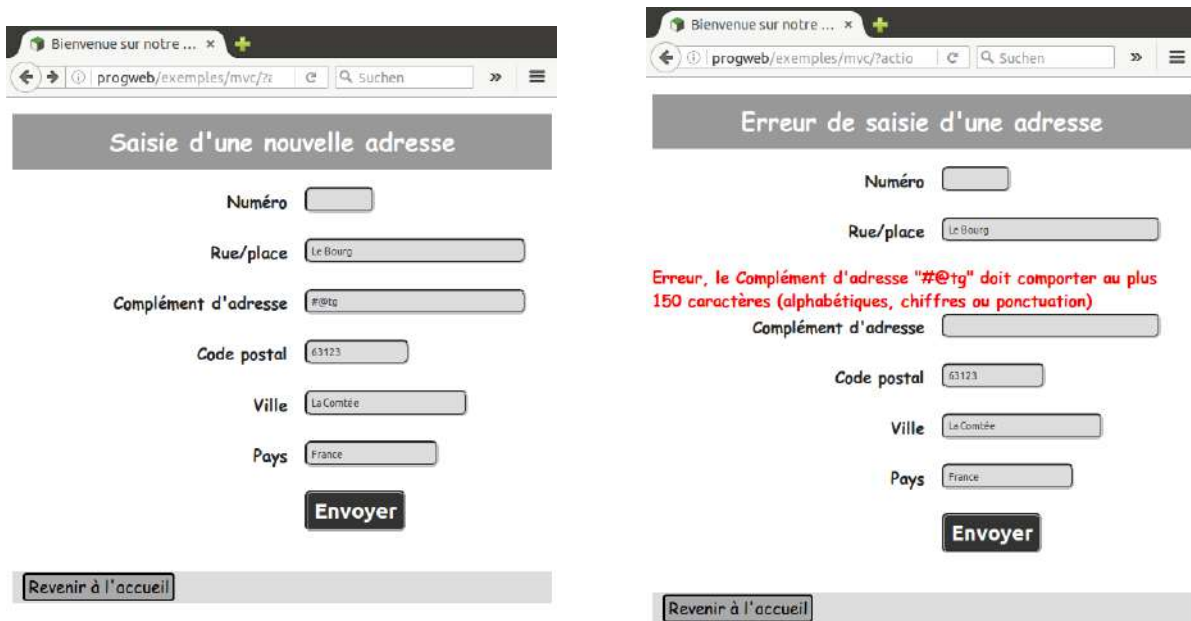 Bienvenue sur notre ... ×
progweb/exemples/mvc/?a
Suchen
»
Saisie d'une nouvelle adresse
Numéro
Rue/place Le Bourg
Complément d'adresse #@tg
Code postal 63123
Ville La Comtée
Pays France
Envoyer
Revenir à l'accueil
Bienvenue sur notre ... ×
progweb/exemples/mvc/?actio
Suchen
»
Erreur de saisie d'une adresse
Numéro
Rue/place Le Bourg
Erreur, le Complément d'adresse "#@tg" doit comporter au plus
150 caractères (alphabétiques, chiffres ou ponctuation)
Complément d'adresse
Code postal 63123
Ville La Comtée
Pays France
Envoyer
Revenir à l'accueil